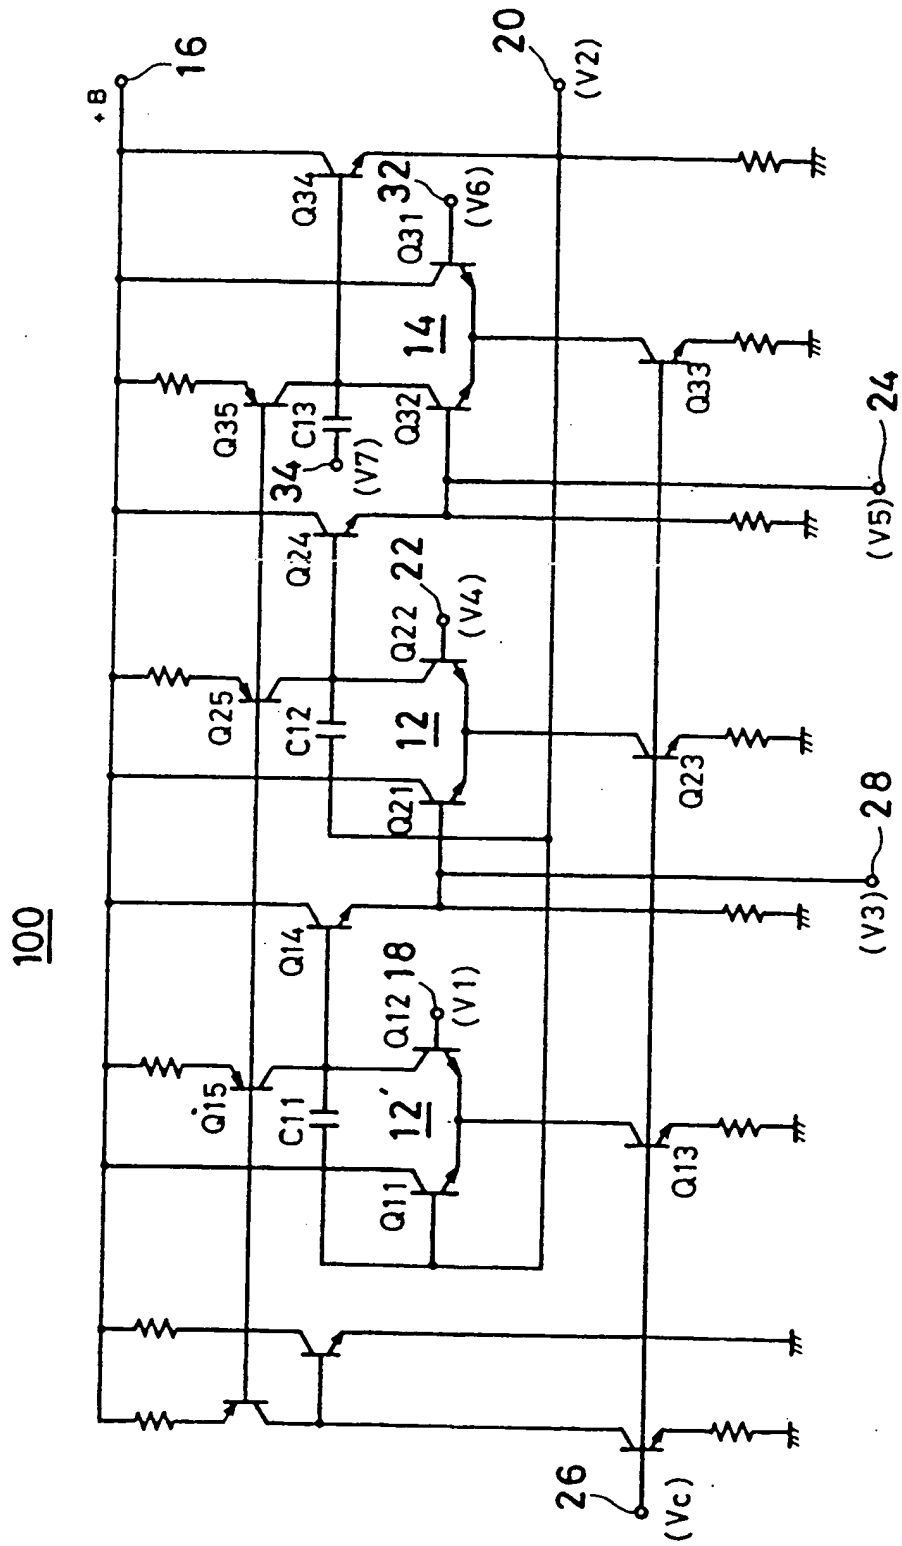 100
+B
16
Q34
32
Q31
(V6)
20
(V2)
Q35
C13
34
(V7)
Q32
14
Q33
24
(V5)
Q24
22
Q22
(V4)
Q25
C12
12
Q21
Q23
28
(V3)
Q14
18
Q12
(V1)
Q15
C11
12'
Q11
Q13
26
(Vc)